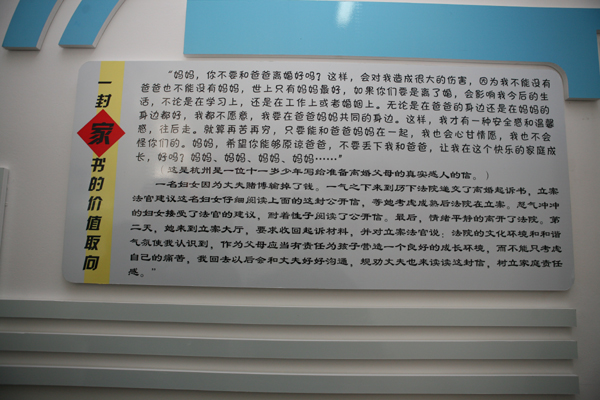 一封家书的价值取向
“妈妈，你不要和爸爸离婚好吗？这样，会对我造成很大的伤害，因为我不能没有
爸爸也不能没有妈妈，世上只有妈妈最好，如果你们要是离了婚，会影响我今后的生
话，不论是在学习上，还是在工作上或者婚姻上。无论是在爸爸的身边还是在妈妈的
身边都好，我都不愿意，我要在爸爸妈妈共同的身边。这样，我才有一种安全感和温馨
感，往后走。就算再苦再穷，只要能和爸爸妈妈在一起，我也会心甘情愿，我也不会
怪你们的。妈妈，希望你能够原谅爸爸，不要丢下我和爸爸，让我在这个快乐的家庭成
长，好吗？妈妈、妈妈、妈妈、妈妈……”
（这是杭州是一位十一岁少年写给准备离婚父母的真实感人的信。）
一名妇女因为丈夫赌博输掉了钱。一气之下来到历下法院递交了离婚起诉书，立案
法官建议这名妇女仔细阅读上面的这封公开信，等她考虑成熟后法院在立案。怒气冲冲
的妇女接受了法官的建议，耐着性子阅读了公开信。最后，情绪平静的离开了法院。第
二天，她来到立案大厅，要求收回起诉材料，并对立案法官说：法院的文化环境和和谐
气氛使我认识到，作为父母应当有责任为孩子营造一个良好的成长环境，而不能只考虑
自己的痛苦，我回去以后会和丈夫好好沟通，规劝丈夫也来读读这封信，树立家庭责任
感。”